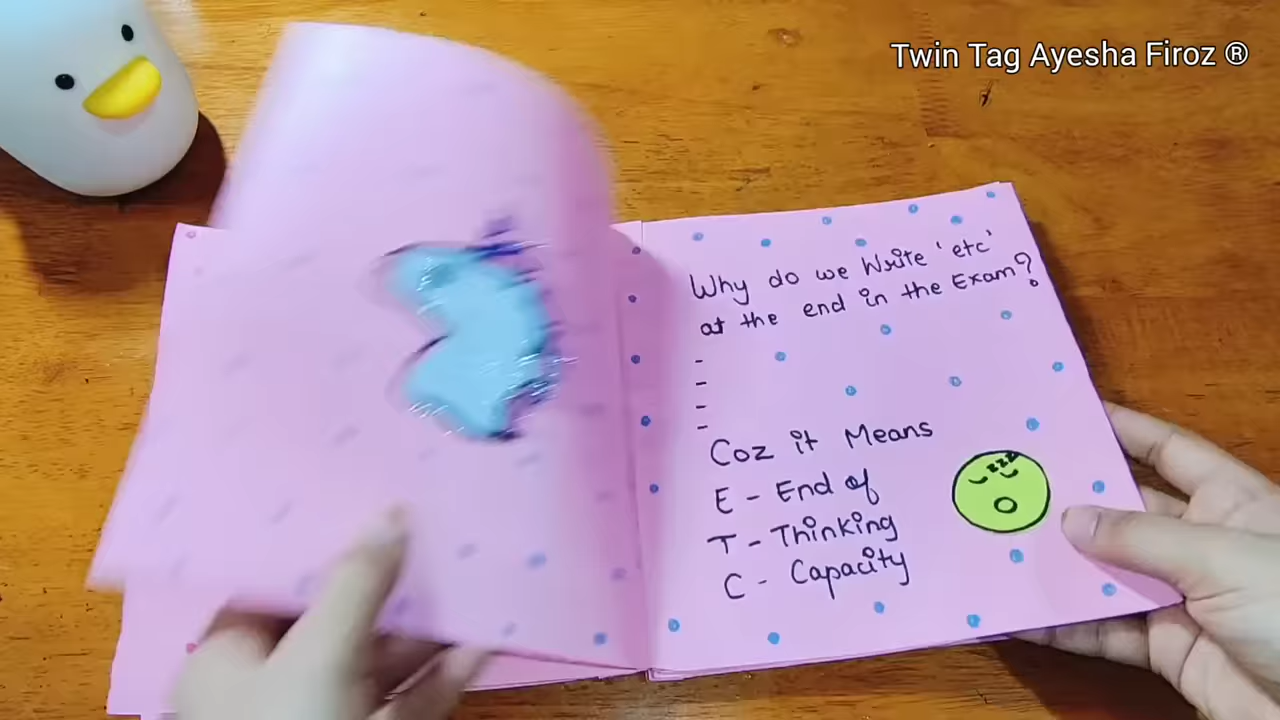 Twin Tag Ayesha Firoz ®
Why do we Write 'etc'
at the end in the Exam?
-
-
-
-
Coz it Means
E - End of
T - Thinking
C - Capacity
zzz